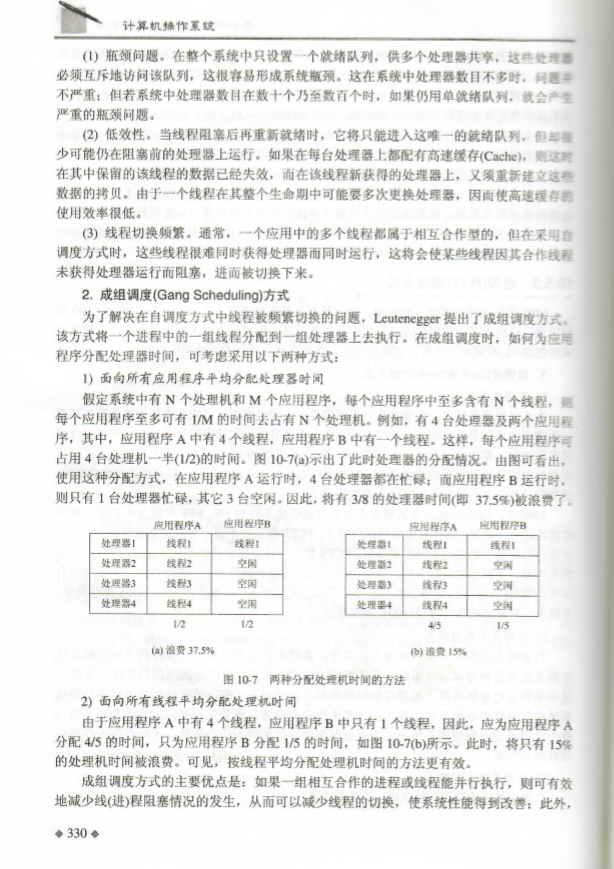 计算机操作系统
(1) 瓶颈问题。在整个系统中只设置一个就绪队列，供多个处理器共享，这些处理器
必须互斥地访问该队列，这很容易形成系统瓶颈。这在系统中处理器数目不多时，问题并
不严重；但若系统中处理器数目在数十个乃至数百个时，如果仍用单就绪队列，就会产生
严重的瓶颈问题。
(2) 低效性。当线程阻塞后再重新就绪时，它将只能进入这唯一的就绪队列，但却很
少可能仍在阻塞前的处理器上运行。如果在每台处理器上都配有高速缓存(Cache)，则这时
在其中保留的该线程的数据已经失效，而在该线程新获得的处理器上，又须重新建立这些
数据的拷贝。由于一个线程在其整个生命期中可能要多次更换处理器，因而使高速缓存的
使用效率很低。
(3) 线程切换频繁。通常，一个应用中的多个线程都属于相互合作型的，但在采用自
调度方式时，这些线程很难同时获得处理器而同时运行，这将会使某些线程因其合作线程
未获得处理器运行而阻塞，进而被切换下来。
2. 成组调度(Gang Scheduling)方式
为了解决在自调度方式中线程被频繁切换的问题，Leutenegger 提出了成组调度方式。
该方式将一个进程中的一组线程分配到一组处理器上去执行。在成组调度时，如何为应用
程序分配处理器时间，可考虑采用以下两种方式：
1) 面向所有应用程序平均分配处理器时间
假定系统中有 N 个处理机和 M 个应用程序，每个应用程序中至多含有 N 个线程，则
每个应用程序至多可有 1/M 的时间去占有 N 个处理机。例如，有 4 台处理器及两个应用程
序，其中，应用程序 A 中有 4 个线程，应用程序 B 中有一个线程。这样，每个应用程序可
占用 4 台处理机一半(1/2)的时间。图 10-7(a)示出了此时处理器的分配情况。由图可看出，
使用这种分配方式，在应用程序 A 运行时，4 台处理器都在忙碌；而应用程序 B 运行时，
则只有 1 台处理器忙碌，其它 3 台空闲。因此，将有 3/8 的处理器时间(即 37.5%)被浪费了。
应用程序A 应用程序B 应用程序A 应用程序B
处理器1 线程1 线程1 处理器1 线程1 线程1
处理器2 线程2 空闲 处理器2 线程2 空闲
处理器3 线程3 空闲 处理器3 线程3 空闲
处理器4 线程4 空闲 处理器4 线程4 空闲
1/2 1/2 4/5 1/5
(a) 浪费 37.5% (b) 浪费 15%
图 10-7 两种分配处理机时间的方法
2) 面向所有线程平均分配处理机时间
由于应用程序 A 中有 4 个线程，应用程序 B 中只有 1 个线程，因此，应为应用程序 A
分配 4/5 的时间，只为应用程序 B 分配 1/5 的时间，如图 10-7(b)所示。此时，将只有 15%
的处理机时间被浪费。可见，按线程平均分配处理机时间的方法更有效。
成组调度方式的主要优点是：如果一组相互合作的进程或线程能并行执行，则可有效
地减少线(进)程阻塞情况的发生，从而可以减少线程的切换，使系统性能得到改善；此外，
◆ 330 ◆